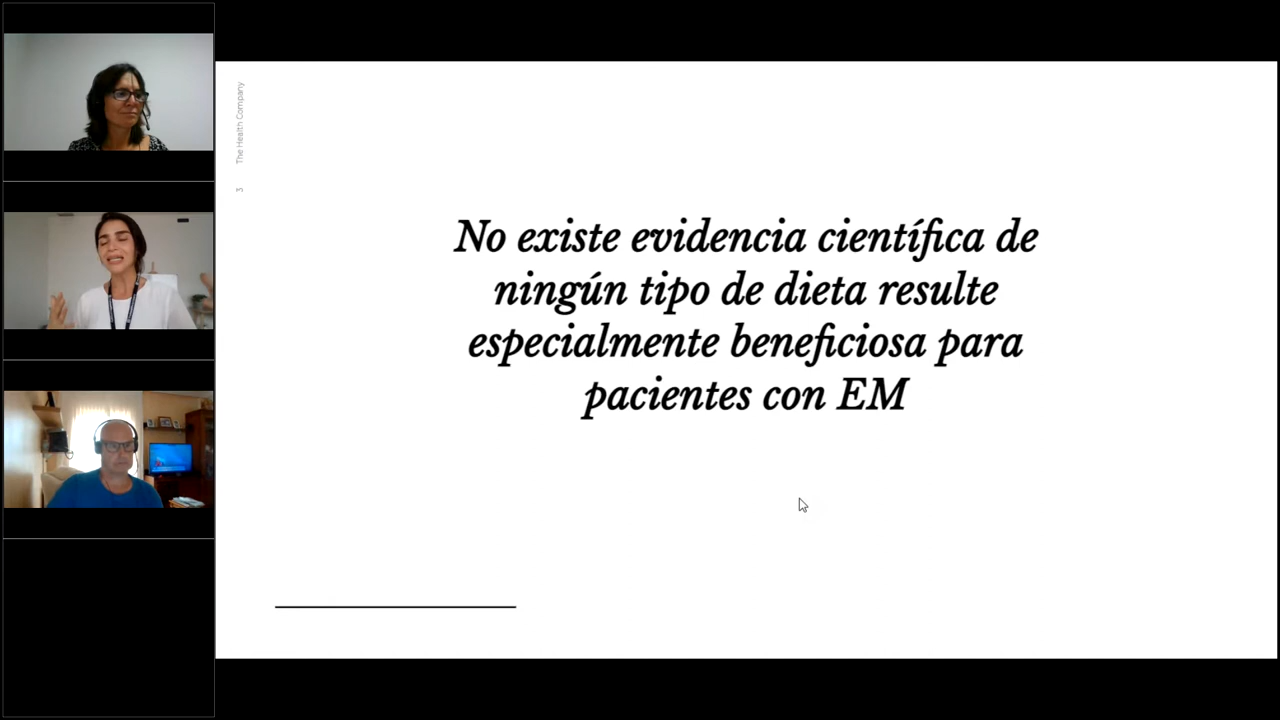 The Health Company
3
No existe evidencia científica de
ningún tipo de dieta resulte
especialmente beneficiosa para
pacientes con EM